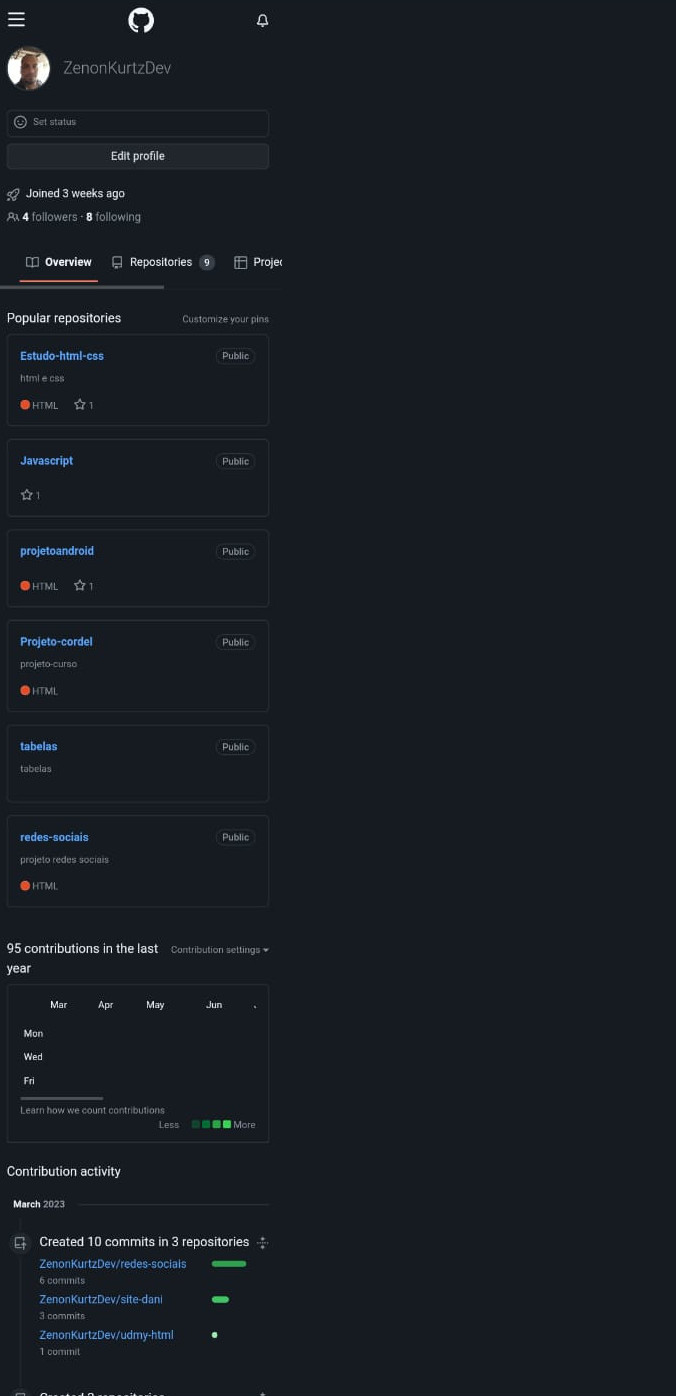 ZenonKurtzDev
Set status
Edit profile
Joined 3 weeks ago
4 followers · 8 following
Overview Repositories 9 Projec
Popular repositories Customize your pins
Estudo-html-css Public
html e css
HTML 1
Javascript Public
1
projetoandroid Public
HTML 1
Projeto-cordel Public
projeto-curso
HTML
tabelas Public
tabelas
redes-sociais Public
projeto redes sociais
HTML
95 contributions in the last Contribution settings
year
Mar Apr May Jun
Mon
Wed
Fri
Learn how we count contributions
Less More
Contribution activity
March 2023
Created 10 commits in 3 repositories
ZenonKurtzDev/redes-sociais
6 commits
ZenonKurtzDev/site-dani
3 commits
ZenonKurtzDev/udmy-html
1 commit